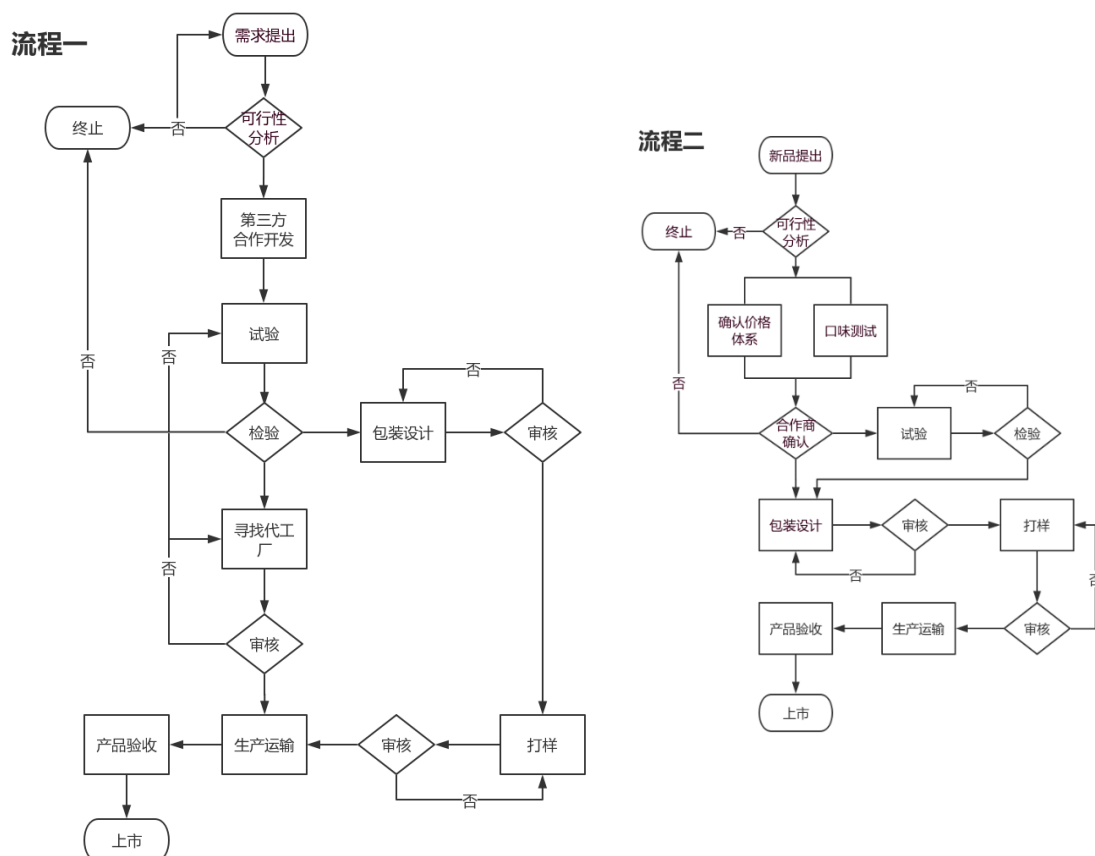 流程一
需求提出
可行性
分析
否
终止
第三方
合作开发
试验
否
否
检验
包装设计
否
审核
寻找代工
厂
否
审核
产品验收
生产运输
审核
打样
否
上市
流程二
新品提出
可行性
分析
否
终止
确认价格
体系
口味测试
否
合作商
确认
试验
否
检验
包装设计
审核
否
打样
否
产品验收
生产运输
审核
上市